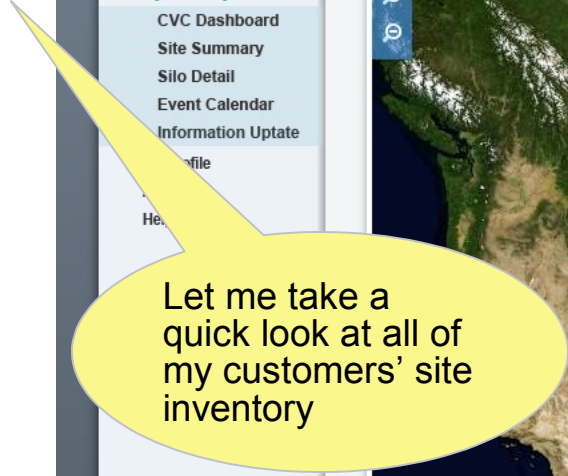 CVC Dashboard
Site Summary
Silo Detail
Event Calendar
Information Uptate
Let me take a
quick look at all of
my customers’ site
inventory